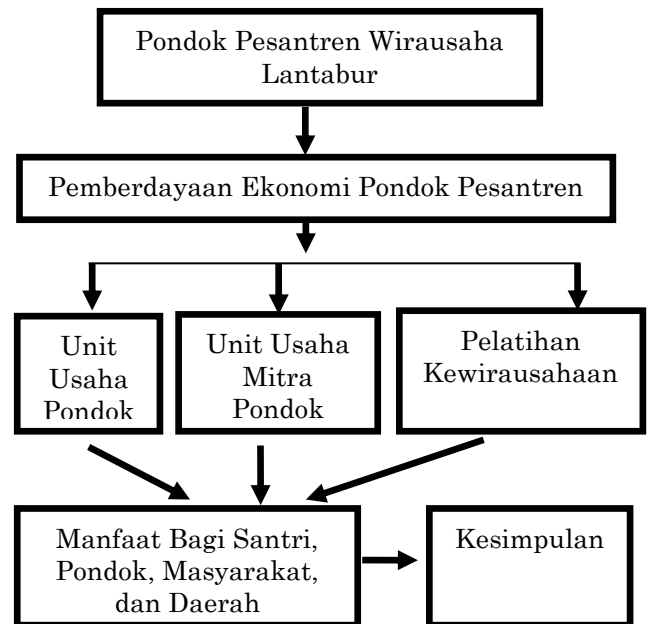 Pondok Pesantren Wirausaha
Lantabur
Pemberdayaan Ekonomi Pondok Pesantren
Unit
Usaha
Pondok
Unit Usaha
Mitra
Pondok
Pelatihan
Kewirausahaan
Manfaat Bagi Santri,
Pondok, Masyarakat,
dan Daerah
Kesimpulan